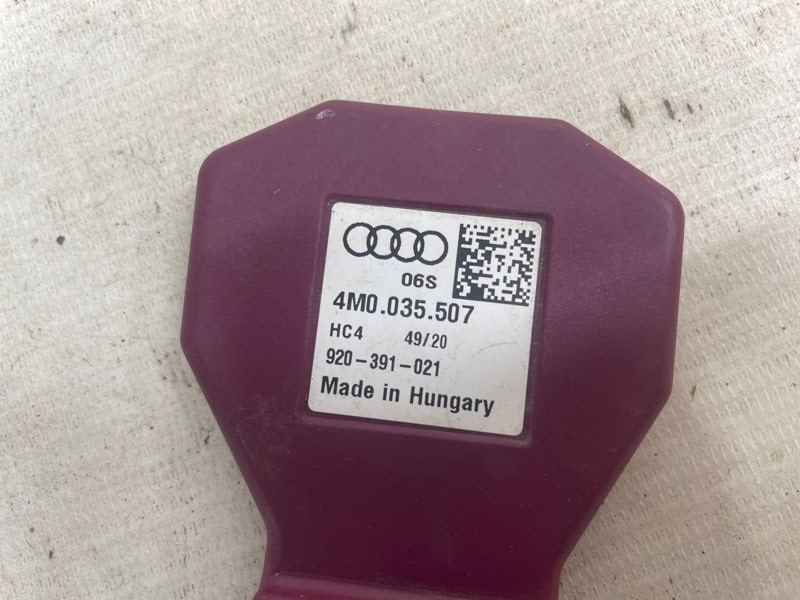 06S
4M0.035.507
HC4 49/20
920-391-021
Made in Hungary